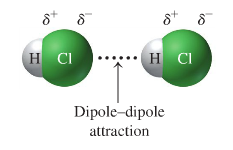 δ⁺ δ⁻ δ⁺ δ⁻
H Cl H Cl
Dipole–dipole
attraction